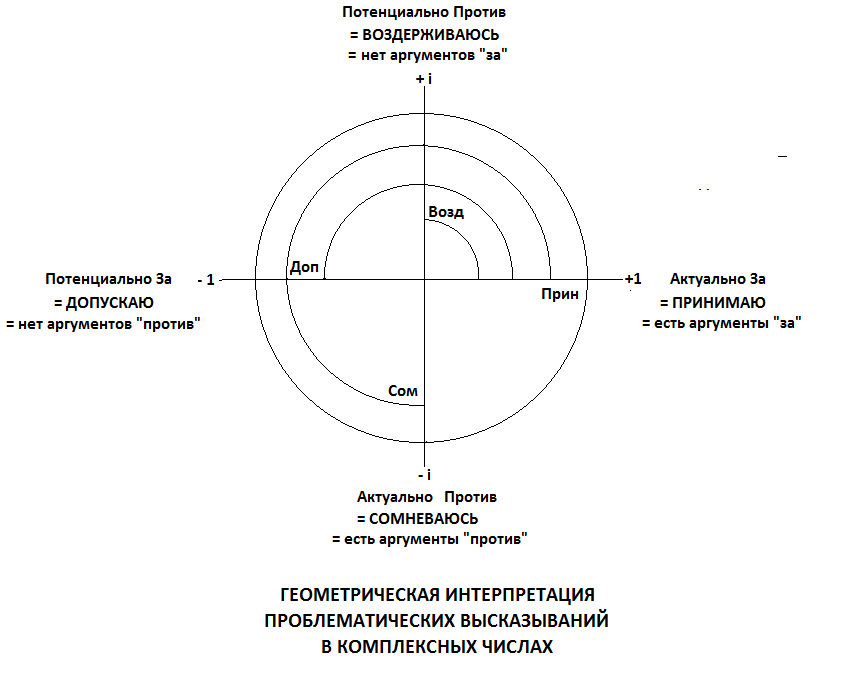 Потенциально Против
= ВОЗДЕРЖИВАЮСЬ
= нет аргументов "за"
+ i
Возд
Доп
Потенциально За
= ДОПУСКАЮ
= нет аргументов "против"
- 1
+1
Актуально За
= ПРИНИМАЮ
= есть аргументы "за"
Прин
Сом
- i
Актуально Против
= СОМНЕВАЮСЬ
= есть аргументы "против"
ГЕОМЕТРИЧЕСКАЯ ИНТЕРПРЕТАЦИЯ
ПРОБЛЕМАТИЧЕСКИХ ВЫСКАЗЫВАНИЙ
В КОМПЛЕКСНЫХ ЧИСЛАХ